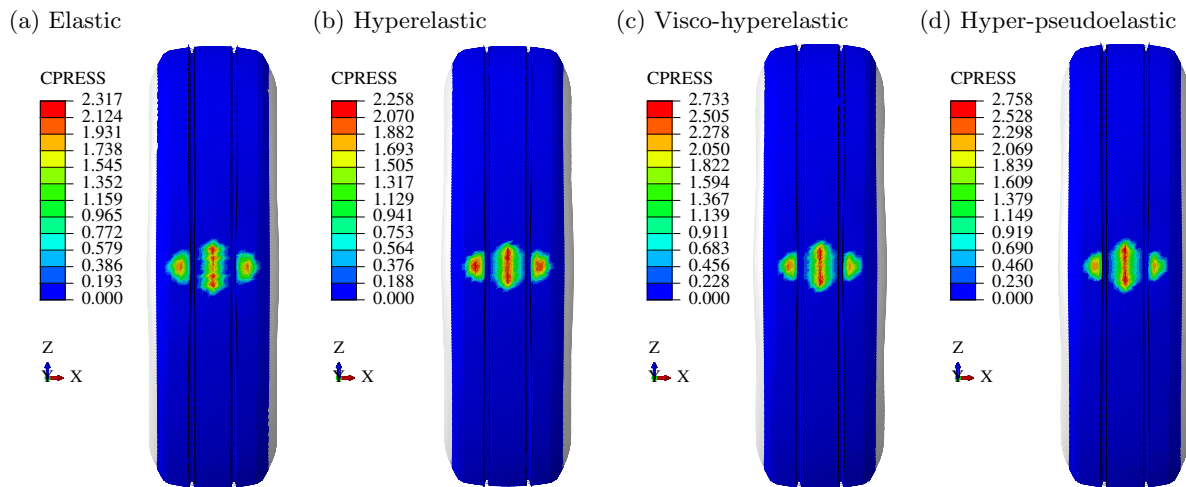 (a) Elastic
CPRESS
2.317
2.124
1.931
1.738
1.545
1.352
1.159
0.965
0.772
0.579
0.386
0.193
0.000
Z
Y
X
(b) Hyperelastic
CPRESS
2.258
2.070
1.882
1.693
1.505
1.317
1.129
0.941
0.753
0.564
0.376
0.188
0.000
Z
Y
X
(c) Visco-hyperelastic
CPRESS
2.733
2.505
2.278
2.050
1.822
1.594
1.367
1.139
0.911
0.683
0.456
0.228
0.000
Z
Y
X
(d) Hyper-pseudoelastic
CPRESS
2.758
2.528
2.298
2.069
1.839
1.609
1.379
1.149
0.919
0.690
0.460
0.230
0.000
Z
Y
X